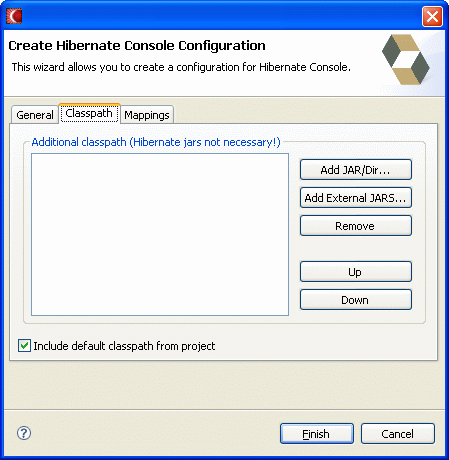 Create Hibernate Console Configuration
This wizard allows you to create a configuration for Hibernate Console.
General Classpath Mappings
Additional classpath (Hibernate jars not necessary!)
Add JAR/Dir...
Add External JARS...
Remove
Up
Down
Include default classpath from project
?
Finish Cancel